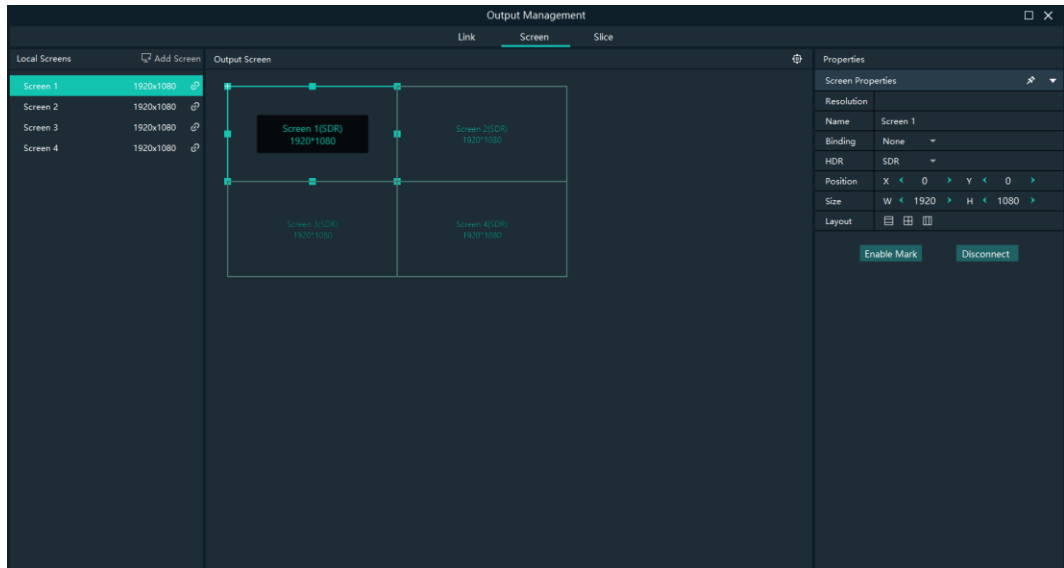 Output Management
Link Screen Slice
Local Screens Add Screen
Screen 1 1920x1080
Screen 2 1920x1080
Screen 3 1920x1080
Screen 4 1920x1080
Output Screen
Screen 1(SDR)
1920*1080
Screen 2(SDR)
1920*1080
Screen 3(SDR)
1920*1080
Screen 4(SDR)
1920*1080
Properties
Screen Properties
Resolution
Name Screen 1
Binding None
HDR SDR
Position X 0 Y 0
Size W 1920 H 1080
Layout
Enable Mark Disconnect